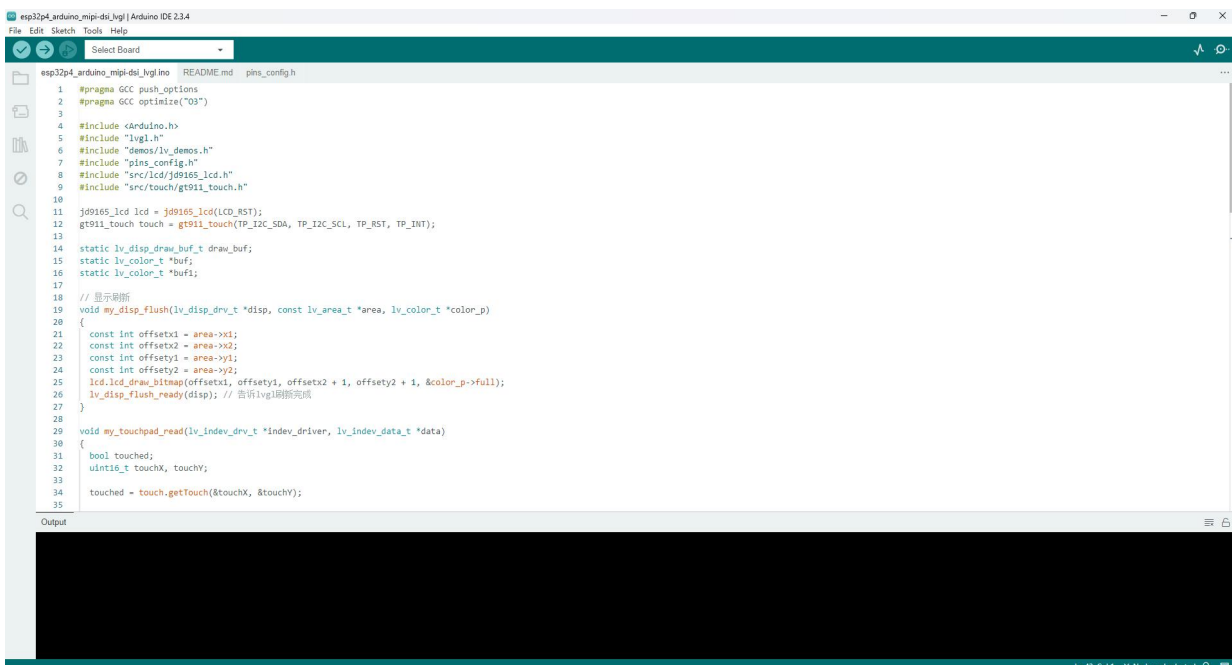 esp32p4_arduino_mipi-dsi_lvgl | Arduino IDE 2.3.4
File Edit Sketch Tools Help
Select Board
esp32p4_arduino_mipi-dsi_lvgl.ino README.md pins_config.h
1 #pragma GCC push_options
2 #pragma GCC optimize("O3")
3
4 #include <Arduino.h>
5 #include "lvgl.h"
6 #include "demos/lv_demos.h"
7 #include "pins_config.h"
8 #include "src/lcd/jd9165_lcd.h"
9 #include "src/touch/gt911_touch.h"
10
11 jd9165_lcd lcd = jd9165_lcd(LCD_RST);
12 gt911_touch touch = gt911_touch(TP_I2C_SDA, TP_I2C_SCL, TP_RST, TP_INT);
13
14 static lv_disp_draw_buf_t draw_buf;
15 static lv_color_t *buf;
16 static lv_color_t *buf1;
17
18 // 显示刷新
19 void my_disp_flush(lv_disp_drv_t *disp, const lv_area_t *area, lv_color_t *color_p)
20 {
21 const int offsetx1 = area->x1;
22 const int offsetx2 = area->x2;
23 const int offsety1 = area->y1;
24 const int offsety2 = area->y2;
25 lcd.lcd_draw_bitmap(offsetx1, offsety1, offsetx2 + 1, offsety2 + 1, &color_p->full);
26 lv_disp_flush_ready(disp); // 告诉lvgl刷新完成
27 }
28
29 void my_touchpad_read(lv_indev_drv_t *indev_driver, lv_indev_data_t *data)
30 {
31 bool touched;
32 uint16_t touchX, touchY;
33
34 touched = touch.getTouch(&touchX, &touchY);
35
Output